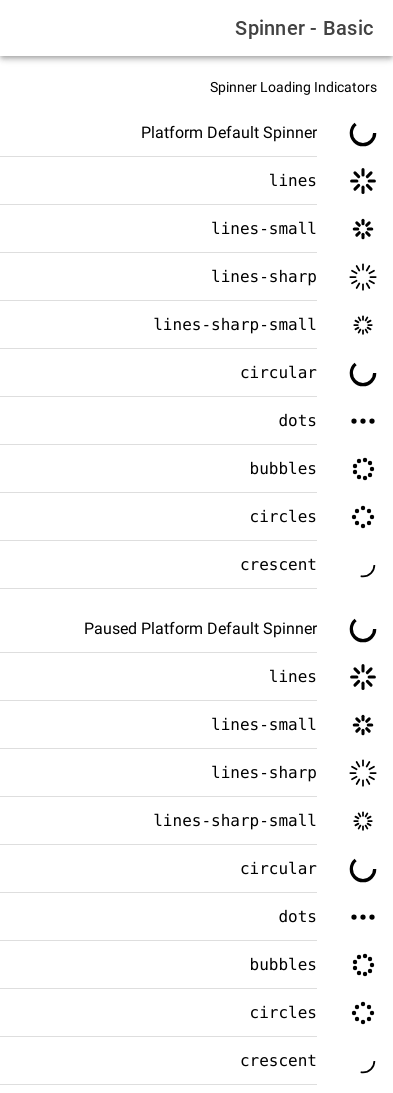 Spinner - Basic
Spinner Loading Indicators
Platform Default Spinner
lines
lines-small
lines-sharp
lines-sharp-small
circular
dots
bubbles
circles
crescent
Paused Platform Default Spinner
lines
lines-small
lines-sharp
lines-sharp-small
circular
dots
bubbles
circles
crescent